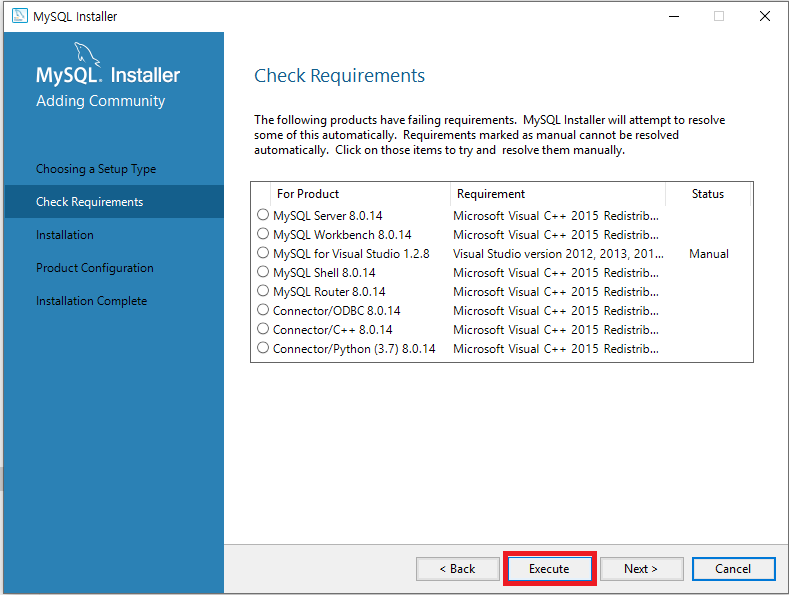 MySQL Installer
MySQL. Installer
Adding Community
Choosing a Setup Type
Check Requirements
Installation
Product Configuration
Installation Complete
Check Requirements
The following products have failing requirements.  MySQL Installer will attempt to resolve
some of this automatically.  Requirements marked as manual cannot be resolved
automatically.  Click on those items to try and  resolve them manually.
For Product Requirement Status
MySQL Server 8.0.14 Microsoft Visual C++ 2015 Redistrib...
MySQL Workbench 8.0.14 Microsoft Visual C++ 2015 Redistrib...
MySQL for Visual Studio 1.2.8 Visual Studio version 2012, 2013, 201... Manual
MySQL Shell 8.0.14 Microsoft Visual C++ 2015 Redistrib...
MySQL Router 8.0.14 Microsoft Visual C++ 2015 Redistrib...
Connector/ODBC 8.0.14 Microsoft Visual C++ 2015 Redistrib...
Connector/C++ 8.0.14 Microsoft Visual C++ 2015 Redistrib...
Connector/Python (3.7) 8.0.14 Microsoft Visual C++ 2015 Redistrib...
< Back Execute Next > Cancel